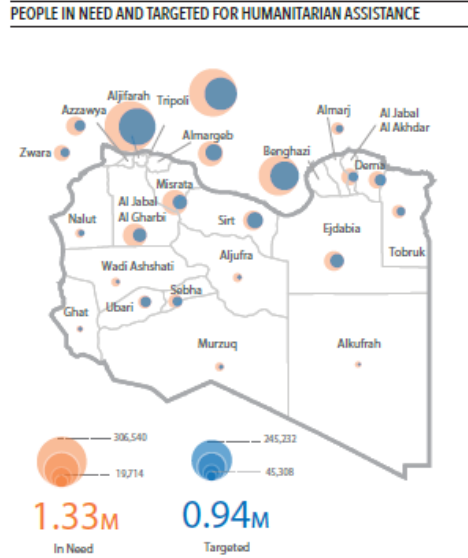 PEOPLE IN NEED AND TARGETED FOR HUMANITARIAN ASSISTANCE
Aljifarah
Tripoli
Azzawya
Zwara
Almargeb
Almarj
Al Jabal
Al Akhdar
Benghazi
Derna
Misrata
Al Jabal
Al Gharbi
Nalut
Sirt
Ejdabia
Tobruk
Wadi Ashshati
Aljufra
Sebha
Ubari
Ghat
Murzuq
Alkufrah
306,540
19,714
245,232
45,308
1.33M
In Need
0.94M
Targeted